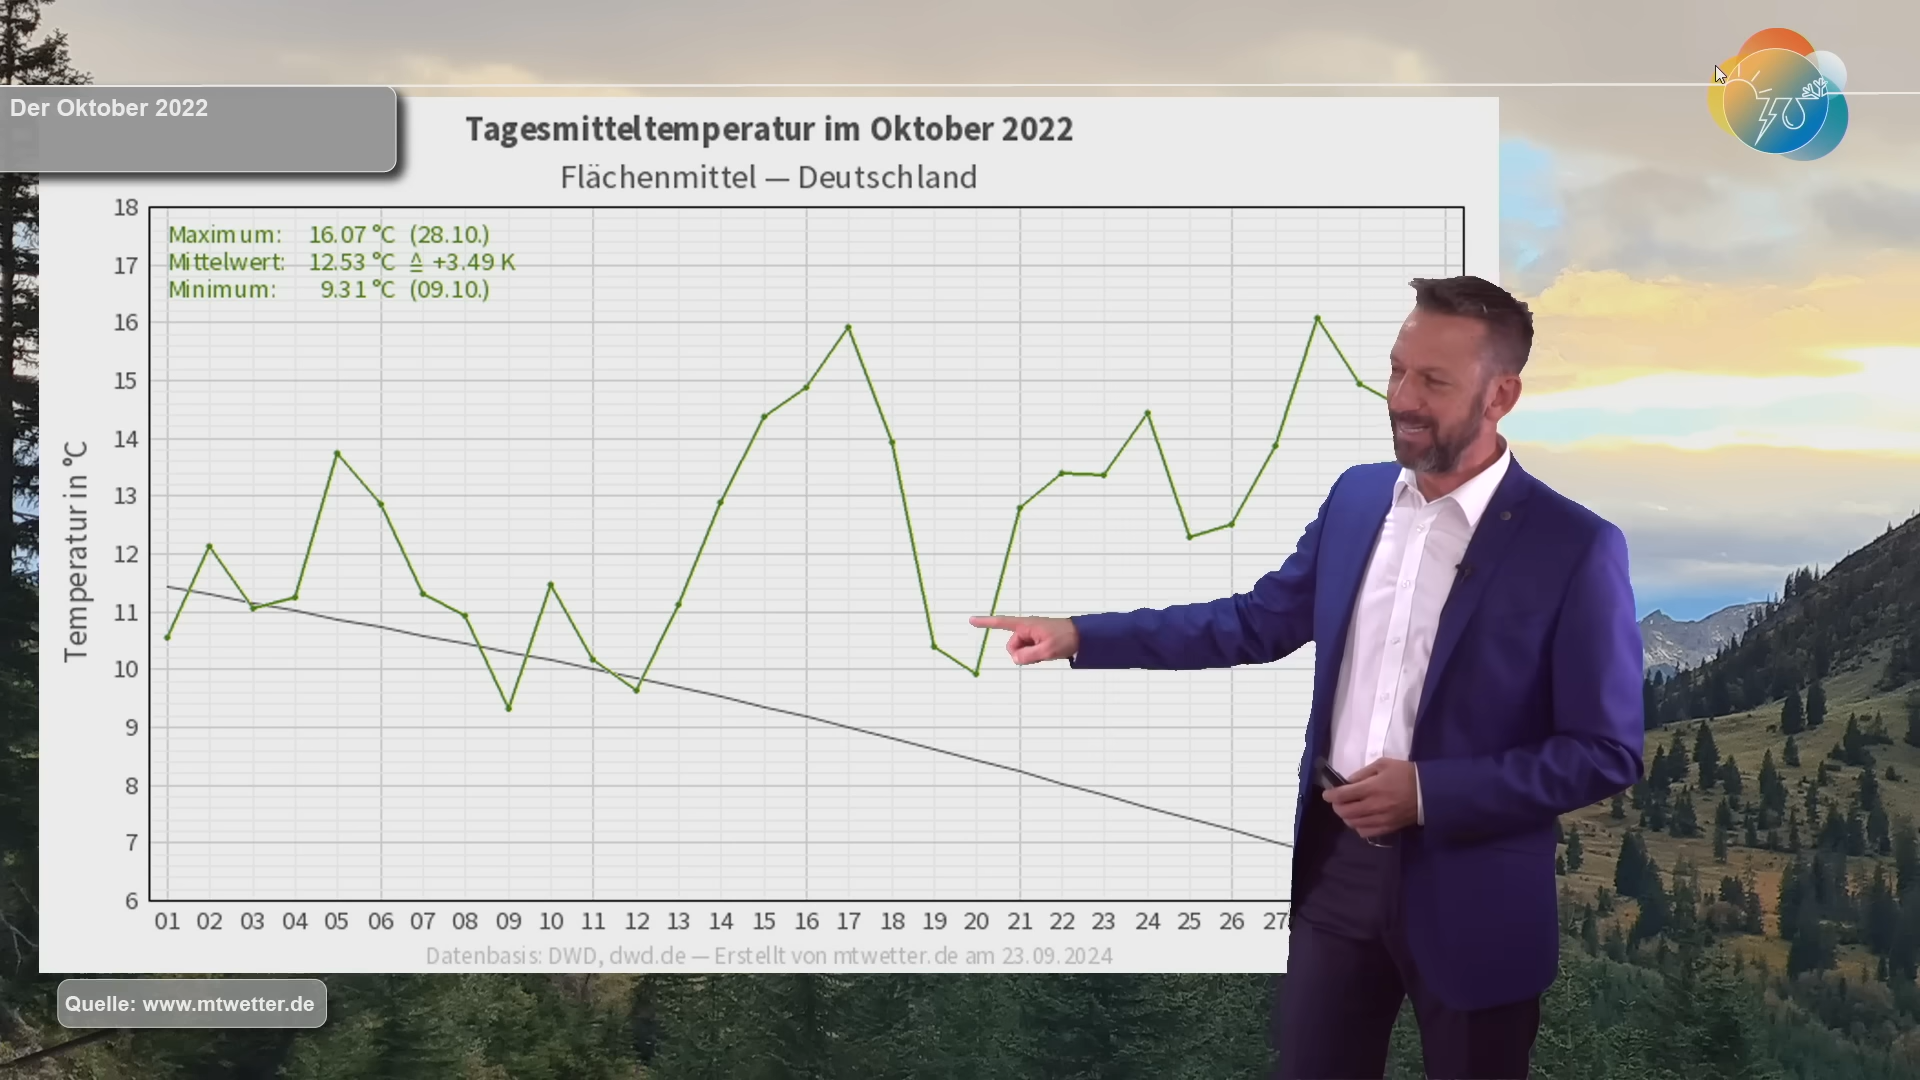 Der Oktober 2022
Tagesmitteltemperatur im Oktober 2022
Flächenmittel — Deutschland
Maximum: 16.07 °C (28.10.)
Mittelwert: 12.53 °C ≙ +3.49 K
Minimum: 9.31 °C (09.10.)
Temperatur in °C
18
17
16
15
14
13
12
11
10
9
8
7
6
01 02 03 04 05 06 07 08 09 10 11 12 13 14 15 16 17 18 19 20 21 22 23 24 25 26 27
Datenbasis: DWD, dwd.de — Erstellt von mtwetter.de am 23.09.2024
Quelle: www.mtwetter.de